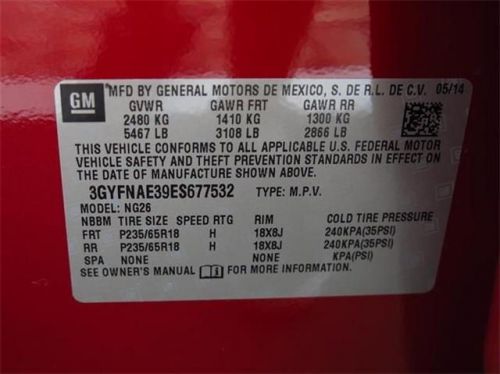 GM
MFD BY GENERAL MOTORS DE MEXICO, S. DE R.L. DE C.V. 05/14
GVWR GAWR FRT GAWR RR
2480 KG 1410 KG 1300 KG
5467 LB 3108 LB 2866 LB
THIS VEHICLE CONFORMS TO ALL APPLICABLE U.S. FEDERAL MOTOR
VEHICLE SAFETY AND THEFT PREVENTION STANDARDS IN EFFECT ON
THE DATE OF MANUFACTURE SHOWN ABOVE.
3GYFNAE39ES677532 TYPE: M.P.V.
MODEL: NG26
NBBM TIRE SIZE SPEED RTG RIM COLD TIRE PRESSURE
FRT P235/65R18 H 18X8J 240KPA(35PSI)
RR P235/65R18 H 18X8J 240KPA(35PSI)
SPA NONE NONE KPA(PSI)
SEE OWNER'S MANUAL FOR MORE INFORMATION.